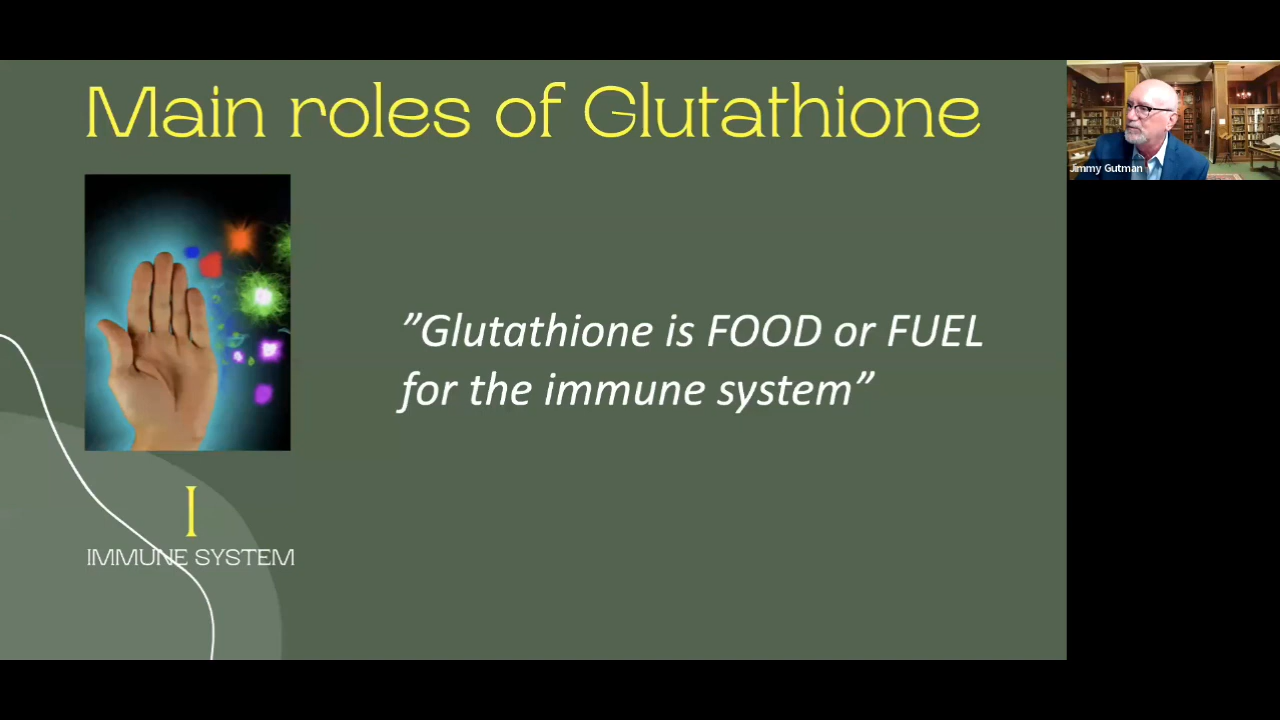 Main roles of Glutathione
Jimmy Gutman
”Glutathione is FOOD or FUEL
for the immune system”
I
IMMUNE SYSTEM